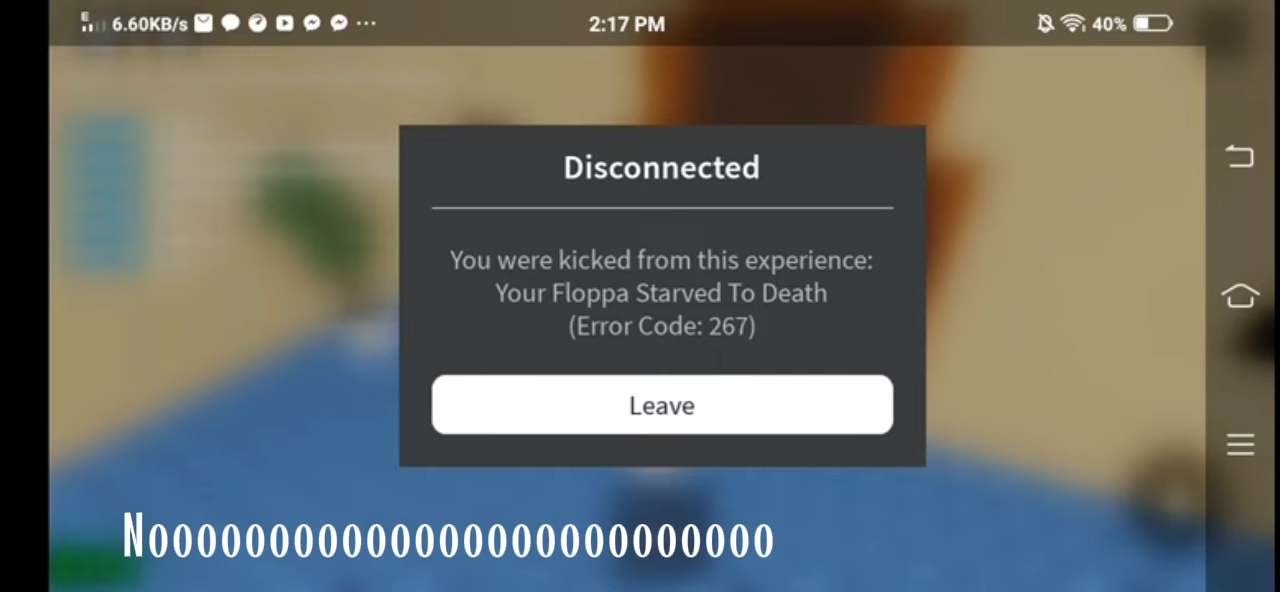 6.60KB/s
2:17 PM
40%
Disconnected
You were kicked from this experience:
Your Floppa Starved To Death
(Error Code: 267)
Leave
Noooooooooooooooooooooooooo